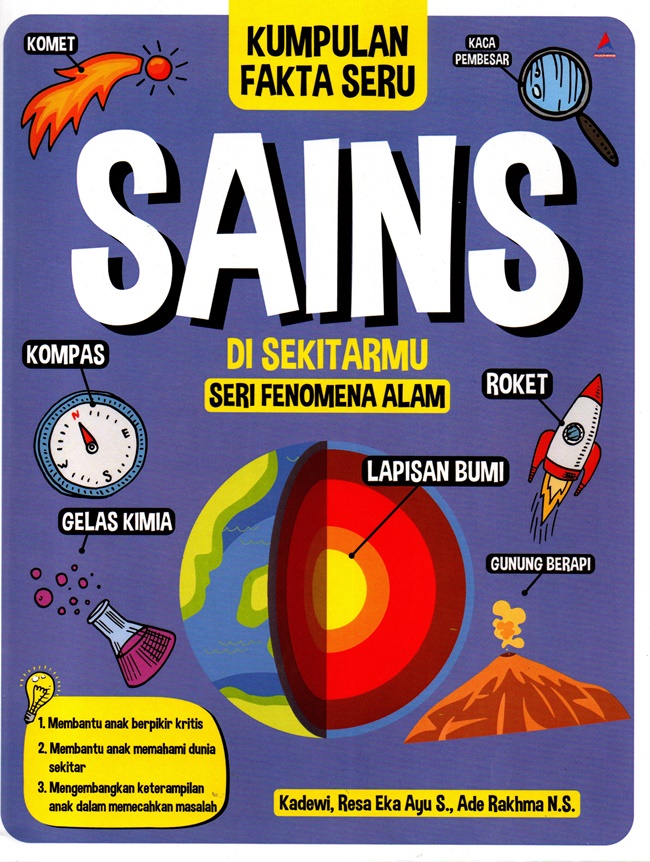 KUMPULAN
FAKTA SERU
KOMET
KACA
PEMBESAR
SAINS
DI SEKITARMU
SERI FENOMENA ALAM
KOMPAS
N
E
S
W
ROKET
LAPISAN BUMI
GELAS KIMIA
GUNUNG BERAPI
1. Membantu anak berpikir kritis
2. Membantu anak memahami dunia
sekitar
3. Mengembangkan keterampilan
anak dalam memecahkan masalah
Kadewi, Resa Eka Ayu S., Ade Rakhma N.S.